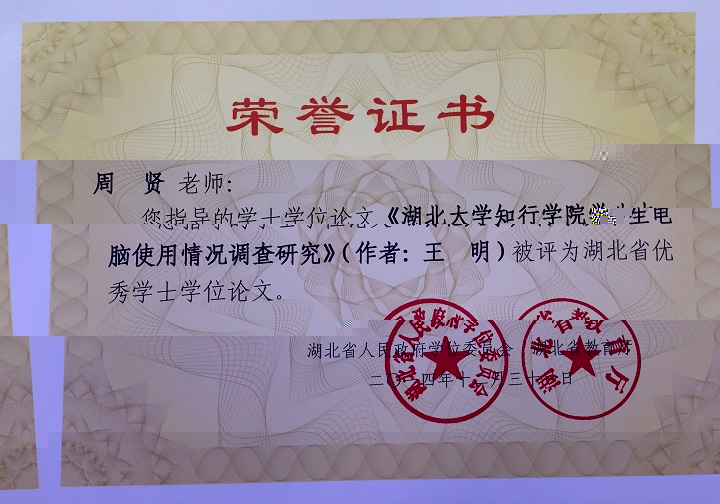 荣誉证书
周 贤 老师:
您指导的学士学位论文《湖北大学知行学院学生电
脑使用情况调查研究》(作者: 王 明)被评为湖北省优
秀学士学位论文。
湖北省人民政府学位委员会 湖北省教育厅
二〇一四年十二月三十一日